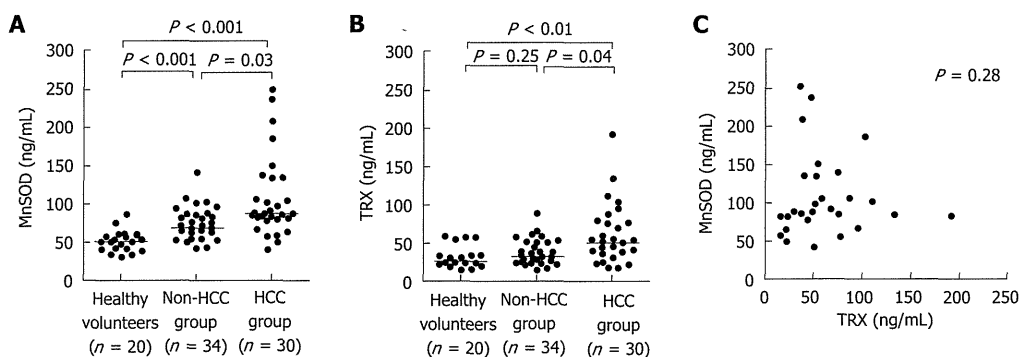 A
P < 0.001
P < 0.001
P = 0.03
300
250
200
150
100
50
0
MnSOD (ng/mL)
Healthy
volunteers
(n = 20)
Non-HCC
group
(n = 34)
HCC
group
(n = 30)
B
P < 0.01
P = 0.25
P = 0.04
300
250
200
150
100
50
0
TRX (ng/mL)
Healthy
volunteers
(n = 20)
Non-HCC
group
(n = 34)
HCC
group
(n = 30)
C
P = 0.28
300
250
200
150
100
50
0
MnSOD (ng/mL)
0 50 100 150 200 250
TRX (ng/mL)